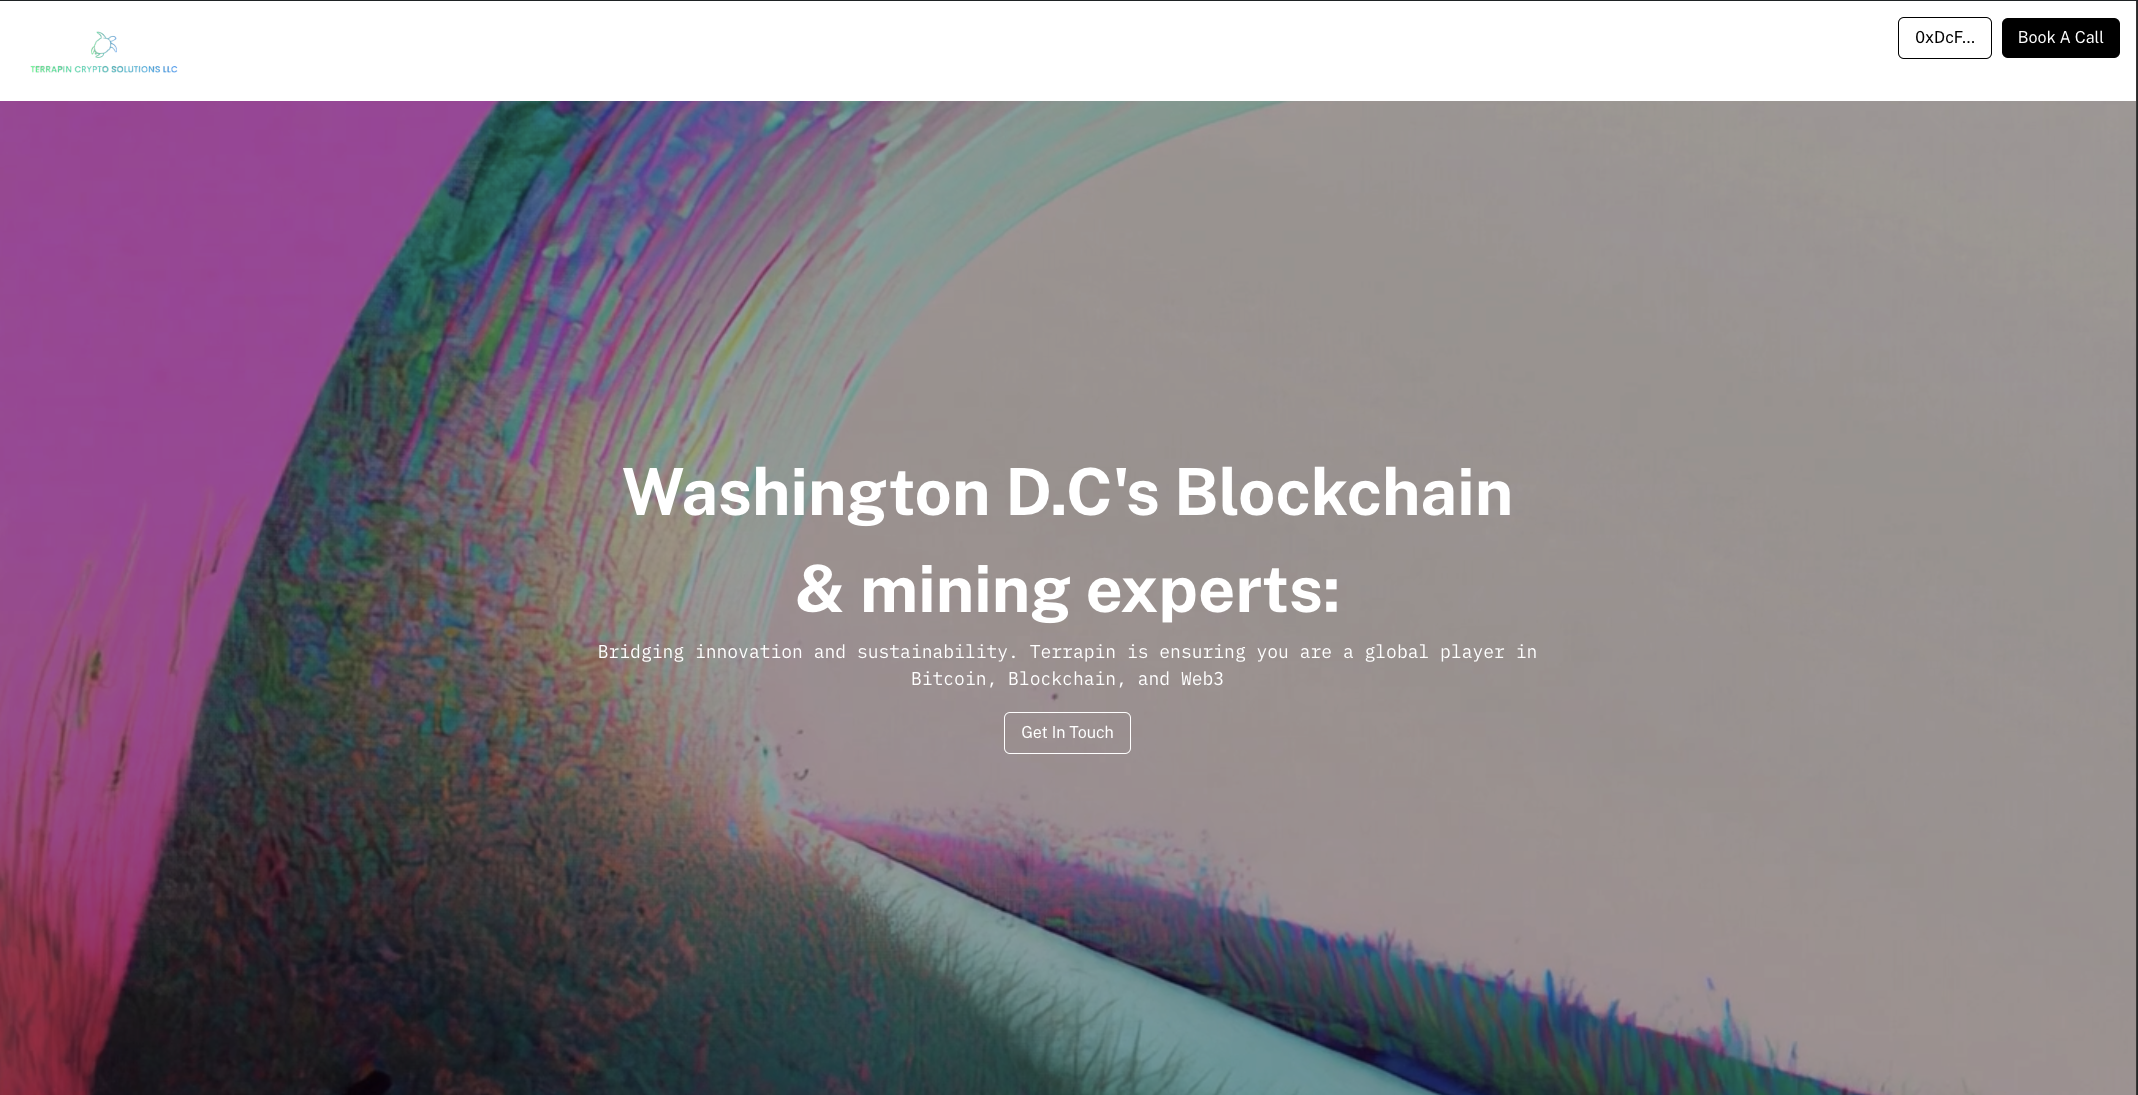 TERRAPIN CRYPTO SOLUTIONS LLC
0xDcF...
Book A Call
Washington D.C's Blockchain
& mining experts:
Bridging innovation and sustainability. Terrapin is ensuring you are a global player in
Bitcoin, Blockchain, and Web3
Get In Touch